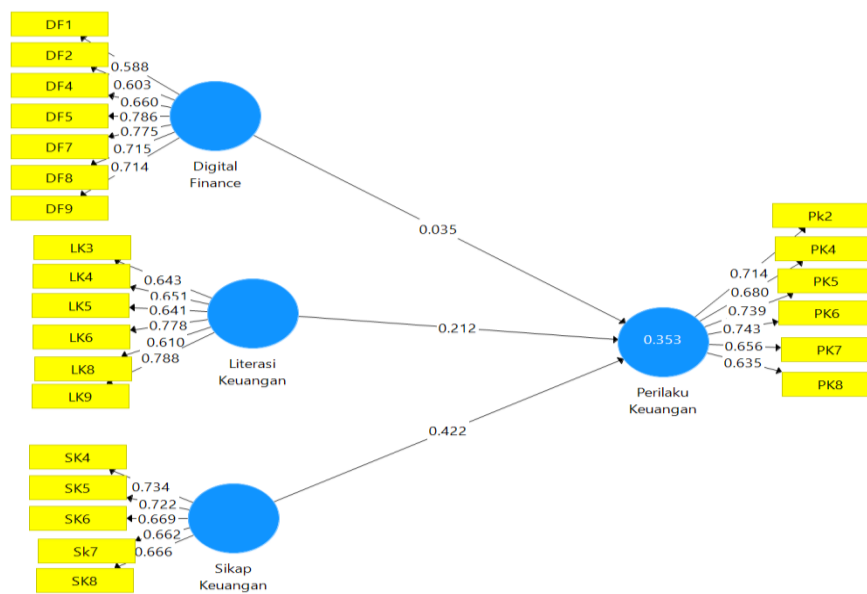 DF1
DF2
DF4
DF5
DF7
DF8
DF9
0.588
0.603
0.660
0.786
0.775
0.715
0.714
Digital
Finance
0.035
LK3
LK4
LK5
LK6
LK8
LK9
0.643
0.651
0.641
0.778
0.610
0.788
Literasi
Keuangan
0.212
SK4
SK5
SK6
Sk7
SK8
0.734
0.722
0.669
0.662
0.666
Sikap
Keuangan
0.422
0.353
Perilaku
Keuangan
0.714
0.680
0.739
0.743
0.656
0.635
Pk2
PK4
PK5
PK6
PK7
PK8